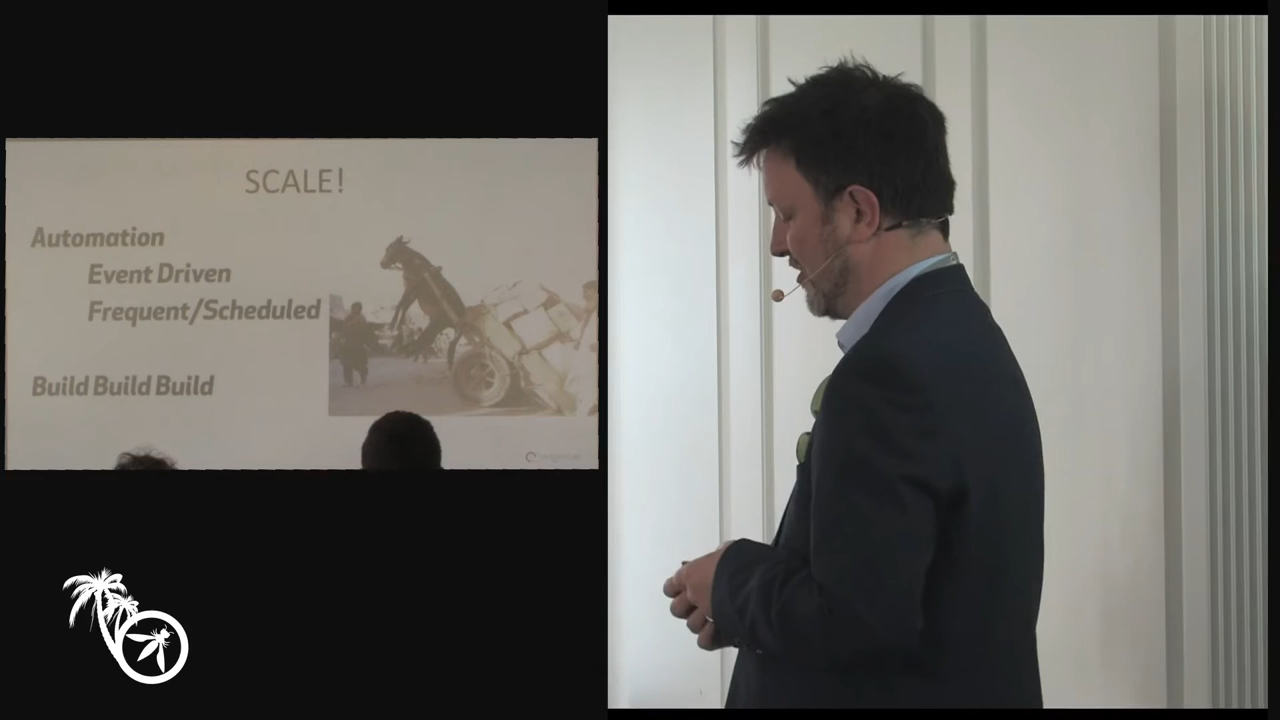 SCALE!
Automation
Event Driven
Frequent/Scheduled
Build Build Build